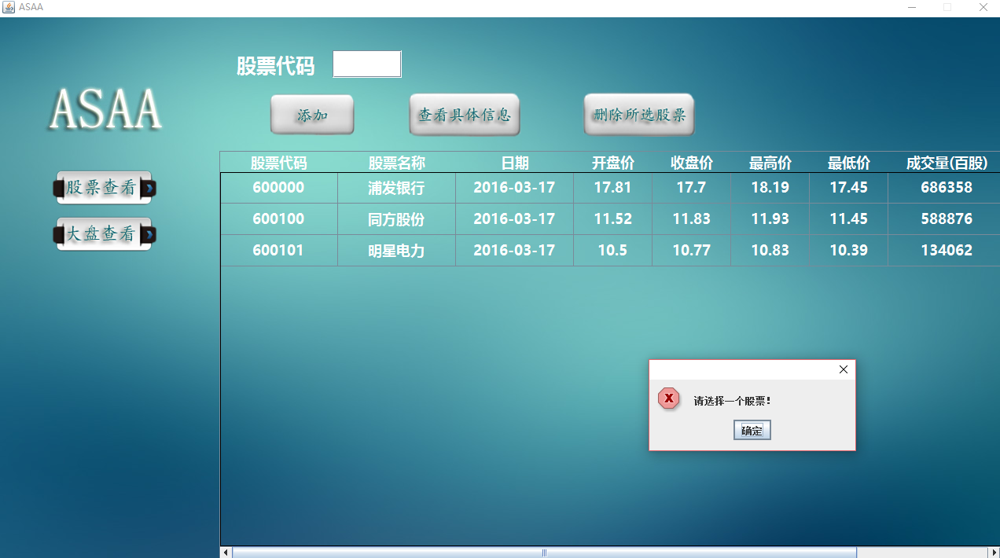 ASAA
股票代码
ASAA
添加 查看具体信息 删除所选股票
股票代码 股票名称 日期 开盘价 收盘价 最高价 最低价 成交量(百股)
股票查看
600000 浦发银行 2016-03-17 17.81 17.7 18.19 17.45 686358
600100 同方股份 2016-03-17 11.52 11.83 11.93 11.45 588876
大盘查看
600101 明星电力 2016-03-17 10.5 10.77 10.83 10.39 134062
请选择一个股票!
确定